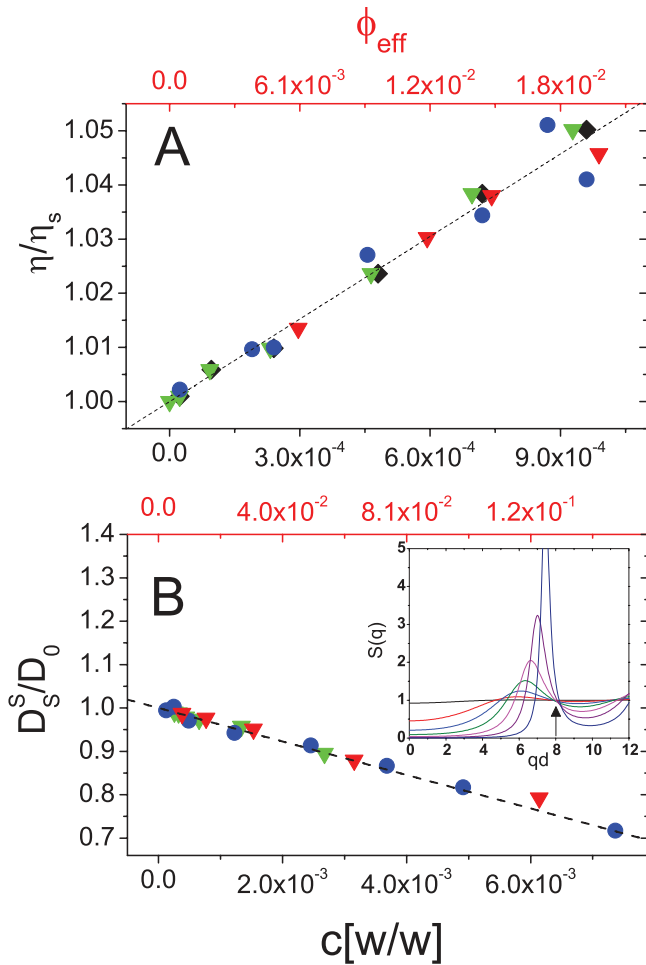 ϕeff
0.0 6.1x10⁻³ 1.2x10⁻² 1.8x10⁻²
A
η/ηs
1.05
1.04
1.03
1.02
1.01
1.00
0.0 3.0x10⁻⁴ 6.0x10⁻⁴ 9.0x10⁻⁴
0.0 4.0x10⁻² 8.1x10⁻² 1.2x10⁻¹
B
D_S^S/D₀
1.4
1.3
1.2
1.1
1.0
0.9
0.8
0.7
S(q)
5
4
3
2
1
0
0 2 4 6 8 10 12
qd
0.0 2.0x10⁻³ 4.0x10⁻³ 6.0x10⁻³
c[w/w]